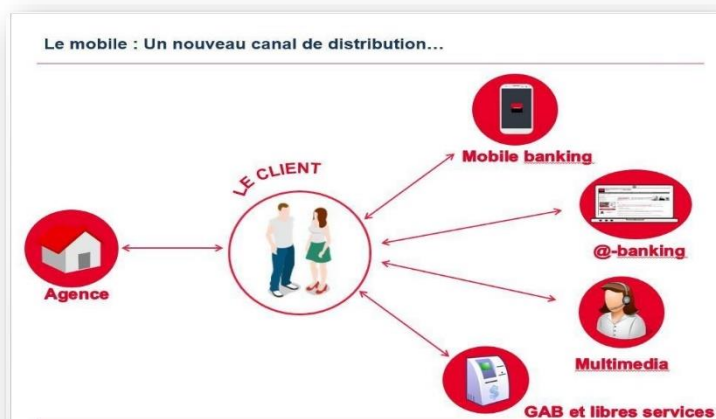 Le mobile : Un nouveau canal de distribution...
Mobile banking
LE CLIENT
@-banking
Agence
Multimedia
GAB et libres services